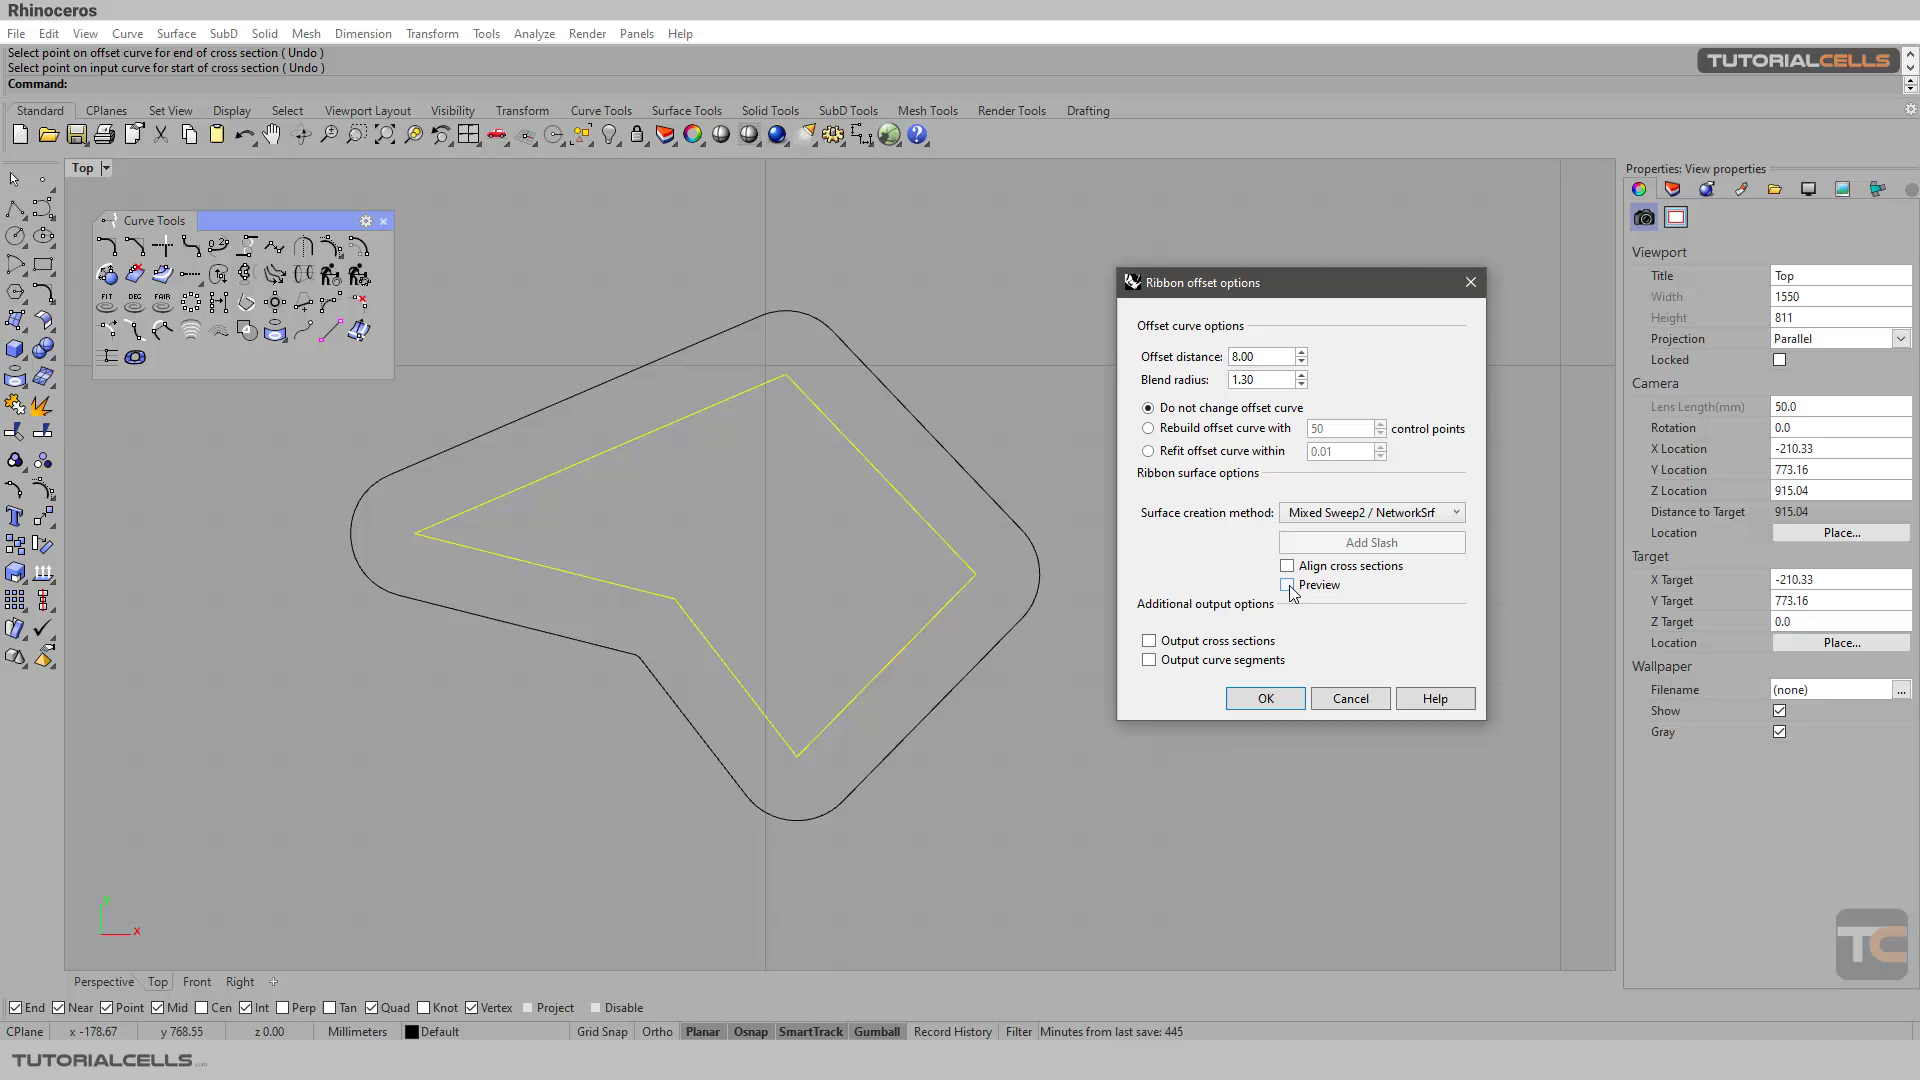 Rhinoceros
File Edit View Curve Surface SubD Solid Mesh Dimension Transform Tools Analyze Render Panels Help
Select point on offset curve for end of cross section ( Undo )
Select point on input curve for start of cross section ( Undo )
Command:
TUTORIALCELLS
Standard CPlanes Set View Display Select Viewport Layout Visibility Transform Curve Tools Surface Tools Solid Tools SubD Tools Mesh Tools Render Tools Drafting
Top
Curve Tools
FIT DEG FAIR
y
x
Ribbon offset options
Offset curve options
Offset distance: 8.00
Blend radius: 1.30
Do not change offset curve
Rebuild offset curve with 50 control points
Refit offset curve within 0.01
Ribbon surface options
Surface creation method: Mixed Sweep2 / NetworkSrf
Add Slash
Align cross sections
Preview
Additional output options
Output cross sections
Output curve segments
OK Cancel Help
Properties: View properties
Viewport
Title Top
Width 1550
Height 811
Projection Parallel
Locked
Camera
Lens Length(mm) 50.0
Rotation 0.0
X Location -210.33
Y Location 773.16
Z Location 915.04
Distance to Target 915.04
Location Place...
Target
X Target -210.33
Y Target 773.16
Z Target 0.0
Location Place...
Wallpaper
Filename (none) ...
Show
Gray
TC
Perspective Top Front Right
End Near Point Mid Cen Int Perp Tan Quad Knot Vertex Project Disable
CPlane x -178.67 y 768.55 z 0.00 Millimeters Default Grid Snap Ortho Planar Osnap SmartTrack Gumball Record History Filter Minutes from last save: 445
TUTORIALCELLS